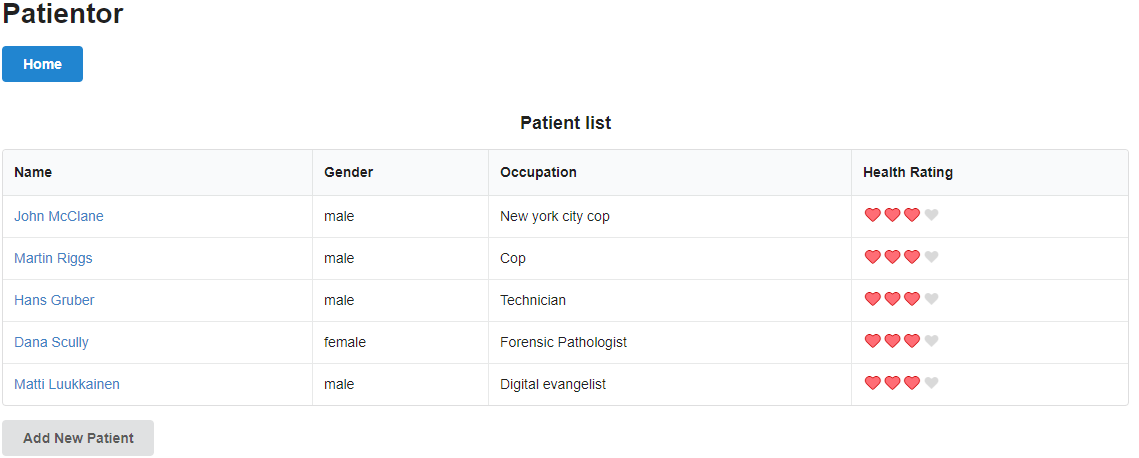 Patientor
Home
Patient list
Name Gender Occupation Health Rating
John McClane male New york city cop
Martin Riggs male Cop
Hans Gruber male Technician
Dana Scully female Forensic Pathologist
Matti Luukkainen male Digital evangelist
Add New Patient